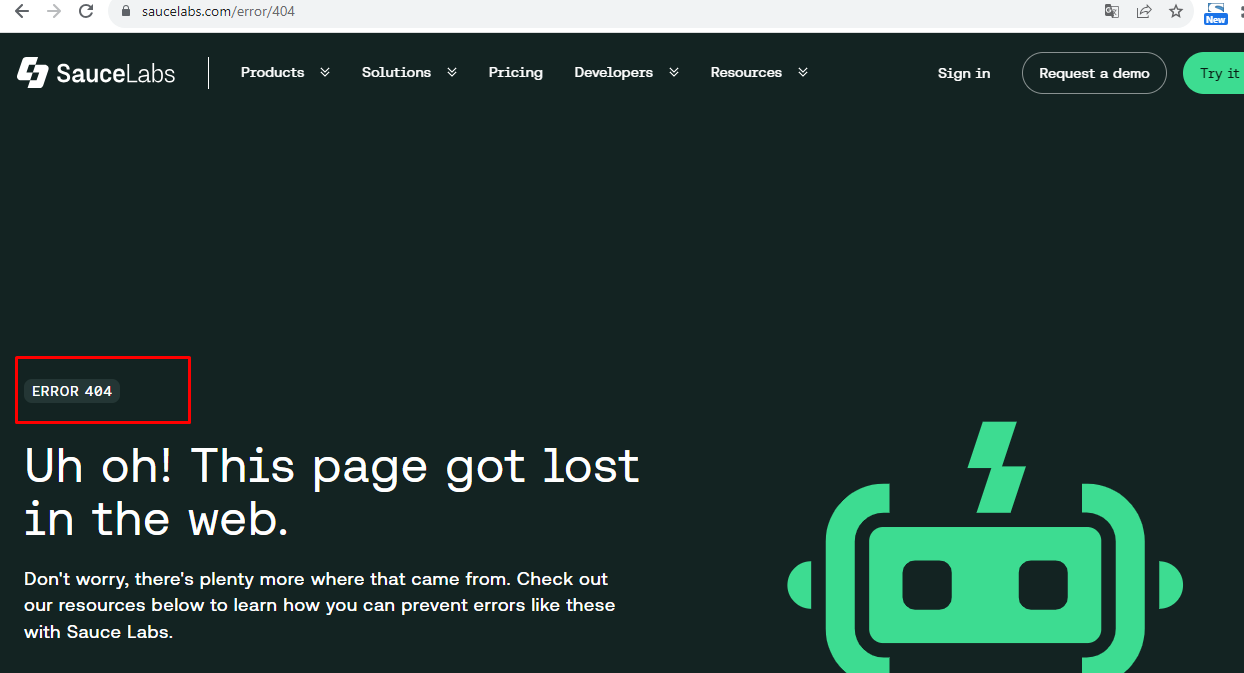 saucelabs.com/error/404
New
SauceLabs
Products
Solutions
Pricing
Developers
Resources
Sign in
Request a demo
Try it
ERROR 404
Uh oh! This page got lost
in the web.
Don't worry, there's plenty more where that came from. Check out
our resources below to learn how you can prevent errors like these
with Sauce Labs.